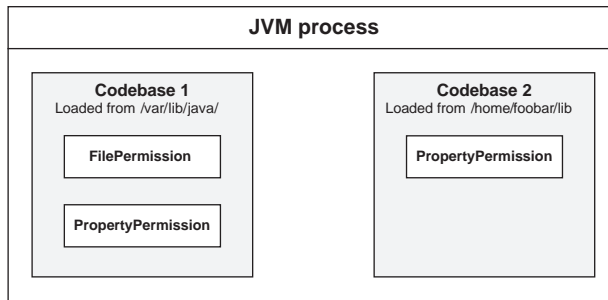 JVM process
Codebase 1
Loaded from /var/lib/java/
FilePermission
PropertyPermission
Codebase 2
Loaded from /home/foobar/lib
PropertyPermission